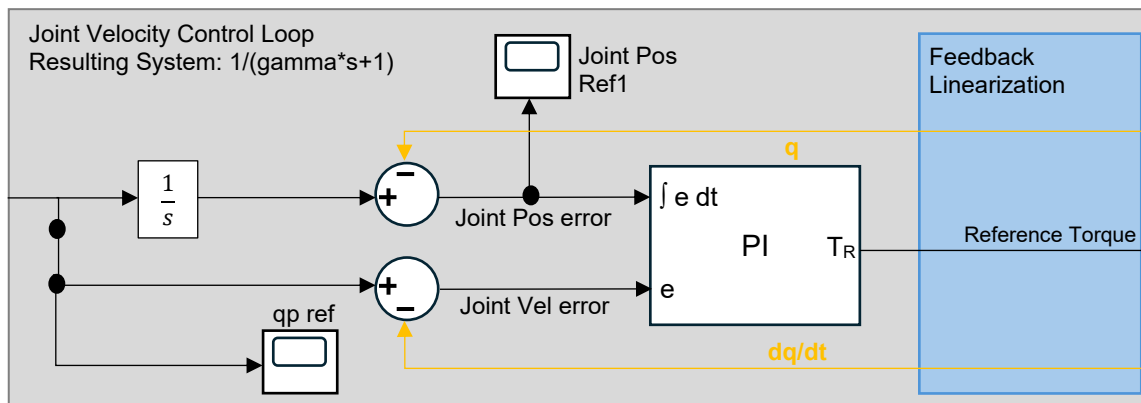 Joint Velocity Control Loop
Resulting System: 1/(gamma*s+1)
Joint Pos
Ref1
Feedback
Linearization
q
1
s
−
+
Joint Pos error
∫ e dt
PI
T_R
Reference Torque
+
−
Joint Vel error
e
qp ref
dq/dt